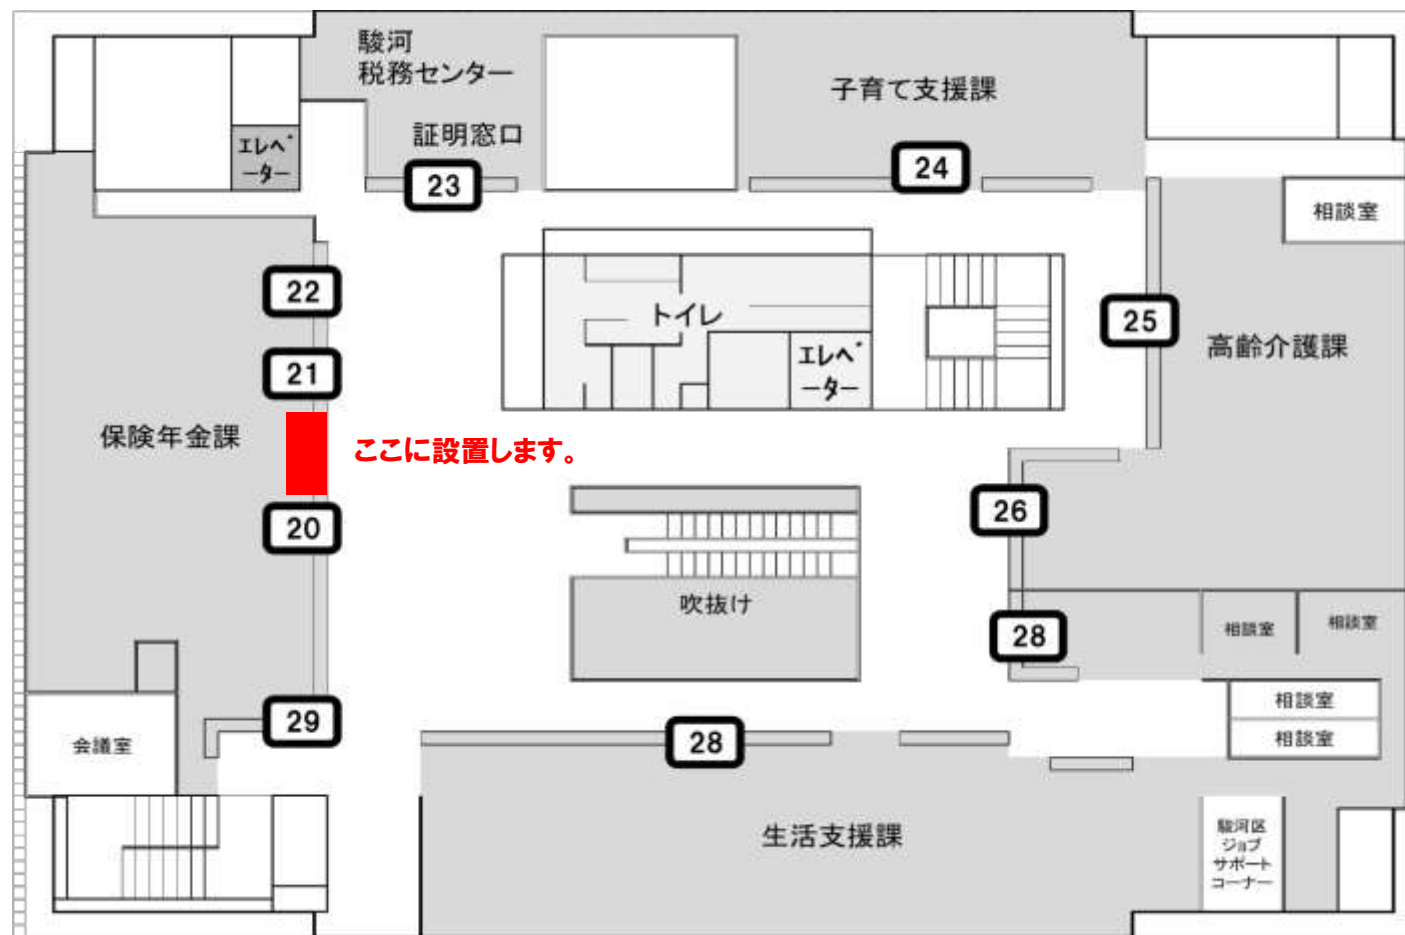 駿河
税務センター
証明窓口
子育て支援課
エレベ
ーター
23
24
相談室
22
トイレ
25
21
エレベ
ーター
高齢介護課
保険年金課
ここに設置します。
20
26
吹抜け
28
相談室
相談室
相談室
相談室
29
会議室
28
生活支援課
駿河区
ジョブ
サポート
コーナー